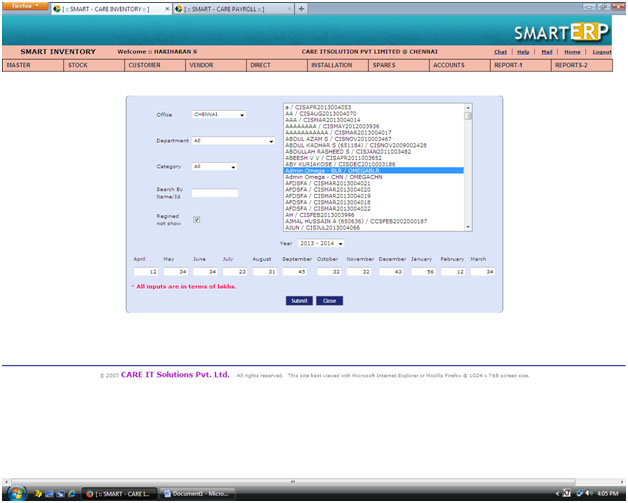 Firefox
[ :: SMART - CARE INVENTORY :: ] × [ :: SMART - CARE PAYROLL :: ] × +
SMARTERP
SMART INVENTORY Welcome :: HARIHARAN S CARE ITSOLUTION PVT LIMITED @ CHENNAI Chat | Help | Mail | Home | Logout
MASTER STOCK CUSTOMER VENDOR DIRECT INSTALLATION SPARES ACCOUNTS REPORT-1 REPORTS-2
Office CHENNAI
Department All
Category All
Search By
Name/Id
Regined
not show
a / CISAPR2013004053
AA / CISAUG2013004070
AAA / CISMAR2013004014
AAAAAAAA / CISMAY2012003936
AAAAAAAAAAA / CISMAR2013004017
ABDUL AZAM S / CISNOV2010003467
ABDUL KADHAR S (651184) / CISNOV2009002428
ABDULLAH RASHEED S / CISJAN2011003482
ABEESH V V / CISAPR2011003652
ABY KURIAKOSE / CISDEC2010003186
Admin Omega - BLR / OMEGABLR
Admin Omega - CHN / OMEGACHN
AFDSFA / CISMAR2013004021
AFDSFA / CISMAR2013004020
AFDSFA / CISMAR2013004019
AFDSFA / CISMAR2013004018
AFDSFA / CISMAR2013004022
AH / CISFEB2013003996
AJMAL HUSSAIN A (650636) / CCSFEB2002000187
AJUN / CISJUL2013004066
Year 2013 - 2014
April May June July August September October November December January February March
12 34 34 23 31 45 32 32 43 56 12 34
* All inputs are in terms of lakhs.
Submit Close
© 2007 CARE IT Solutions Pvt. Ltd. All rights reserved. This site best viewed with Microsoft Internet Explorer or Mozilla Firefox @ 1024 x 768 screen size.
[ :: SMART - CARE I... Document1 - Micro... 4:05 PM